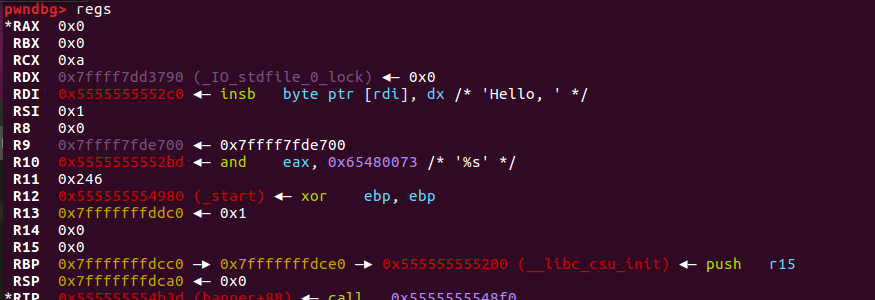 pwndbg> regs
*RAX 0x0
RBX 0x0
RCX 0xa
RDX 0x7ffff7dd3790 (_IO_stdfile_0_lock) ◂— 0x0
RDI 0x5555555552c0 ◂— insb byte ptr [rdi], dx /* 'Hello, ' */
RSI 0x1
R8 0x0
R9 0x7ffff7fde700 ◂— 0x7ffff7fde700
R10 0x5555555552bd ◂— and eax, 0x65480073 /* '%s' */
R11 0x246
R12 0x555555554980 (_start) ◂— xor ebp, ebp
R13 0x7fffffffddc0 ◂— 0x1
R14 0x0
R15 0x0
RBP 0x7fffffffdcc0 —▸ 0x7fffffffdce0 —▸ 0x555555555200 (__libc_csu_init) ◂— push r15
RSP 0x7fffffffdca0 ◂— 0x0
*RIP 0x555555554b3d (banner+88) ◂— call 0x5555555548f0